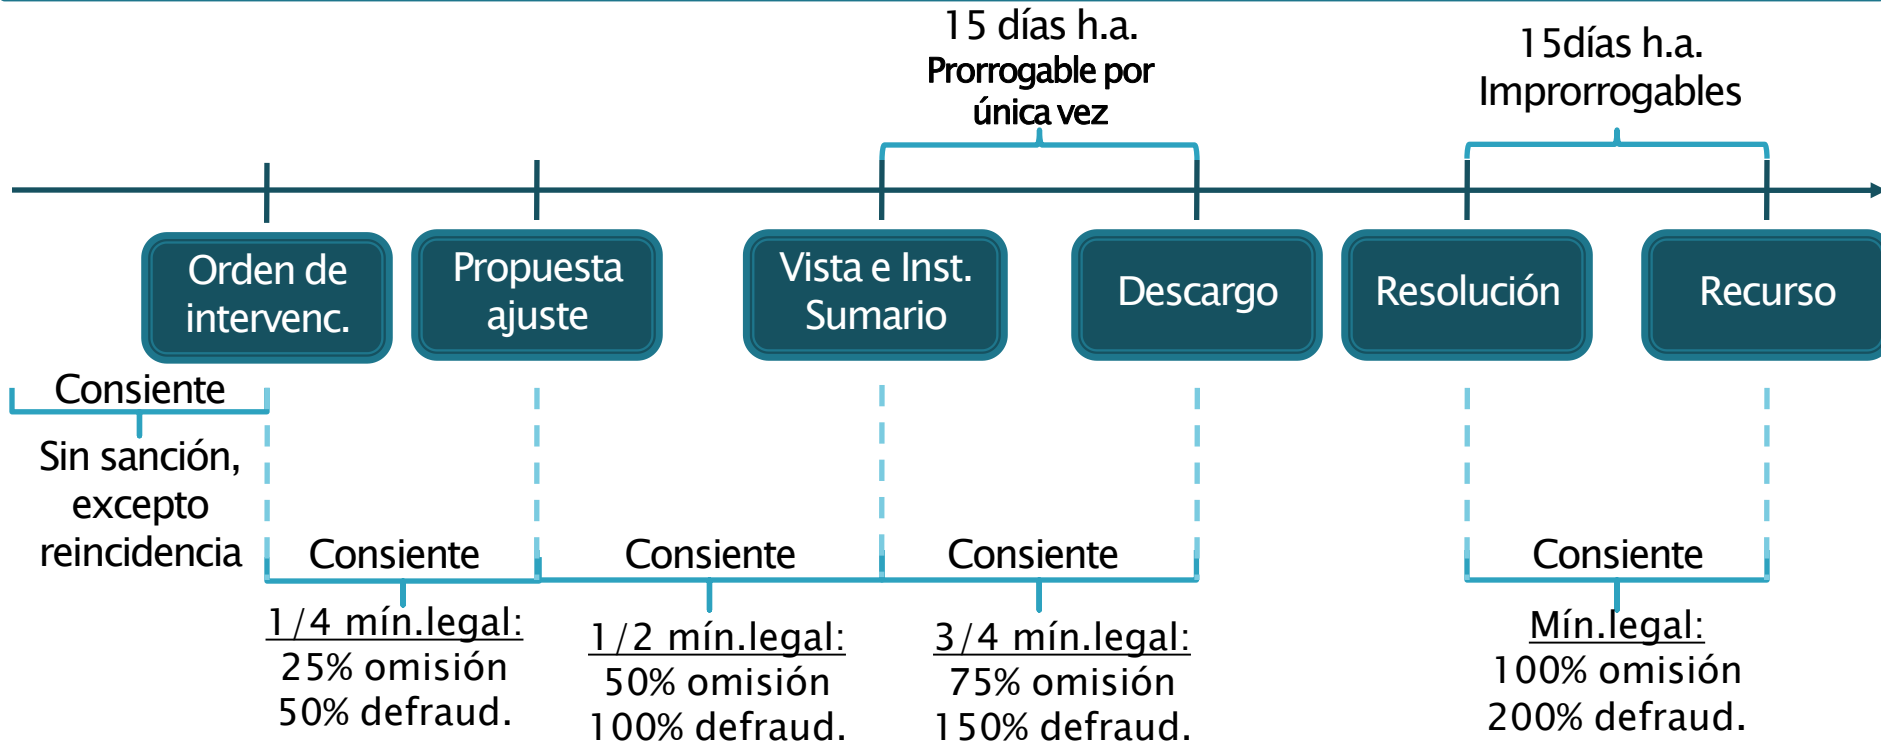 15 días h.a.
Prorrogable por
única vez
15días h.a.
Improrrogables
Orden de
intervenc.
Propuesta
ajuste
Vista e Inst.
Sumario
Descargo
Resolución
Recurso
Consiente
Sin sanción,
excepto
reincidencia
Consiente
1/4 mín.legal:
25% omisión
50% defraud.
Consiente
1/2 mín.legal:
50% omisión
100% defraud.
Consiente
3/4 mín.legal:
75% omisión
150% defraud.
Consiente
Mín.legal:
100% omisión
200% defraud.